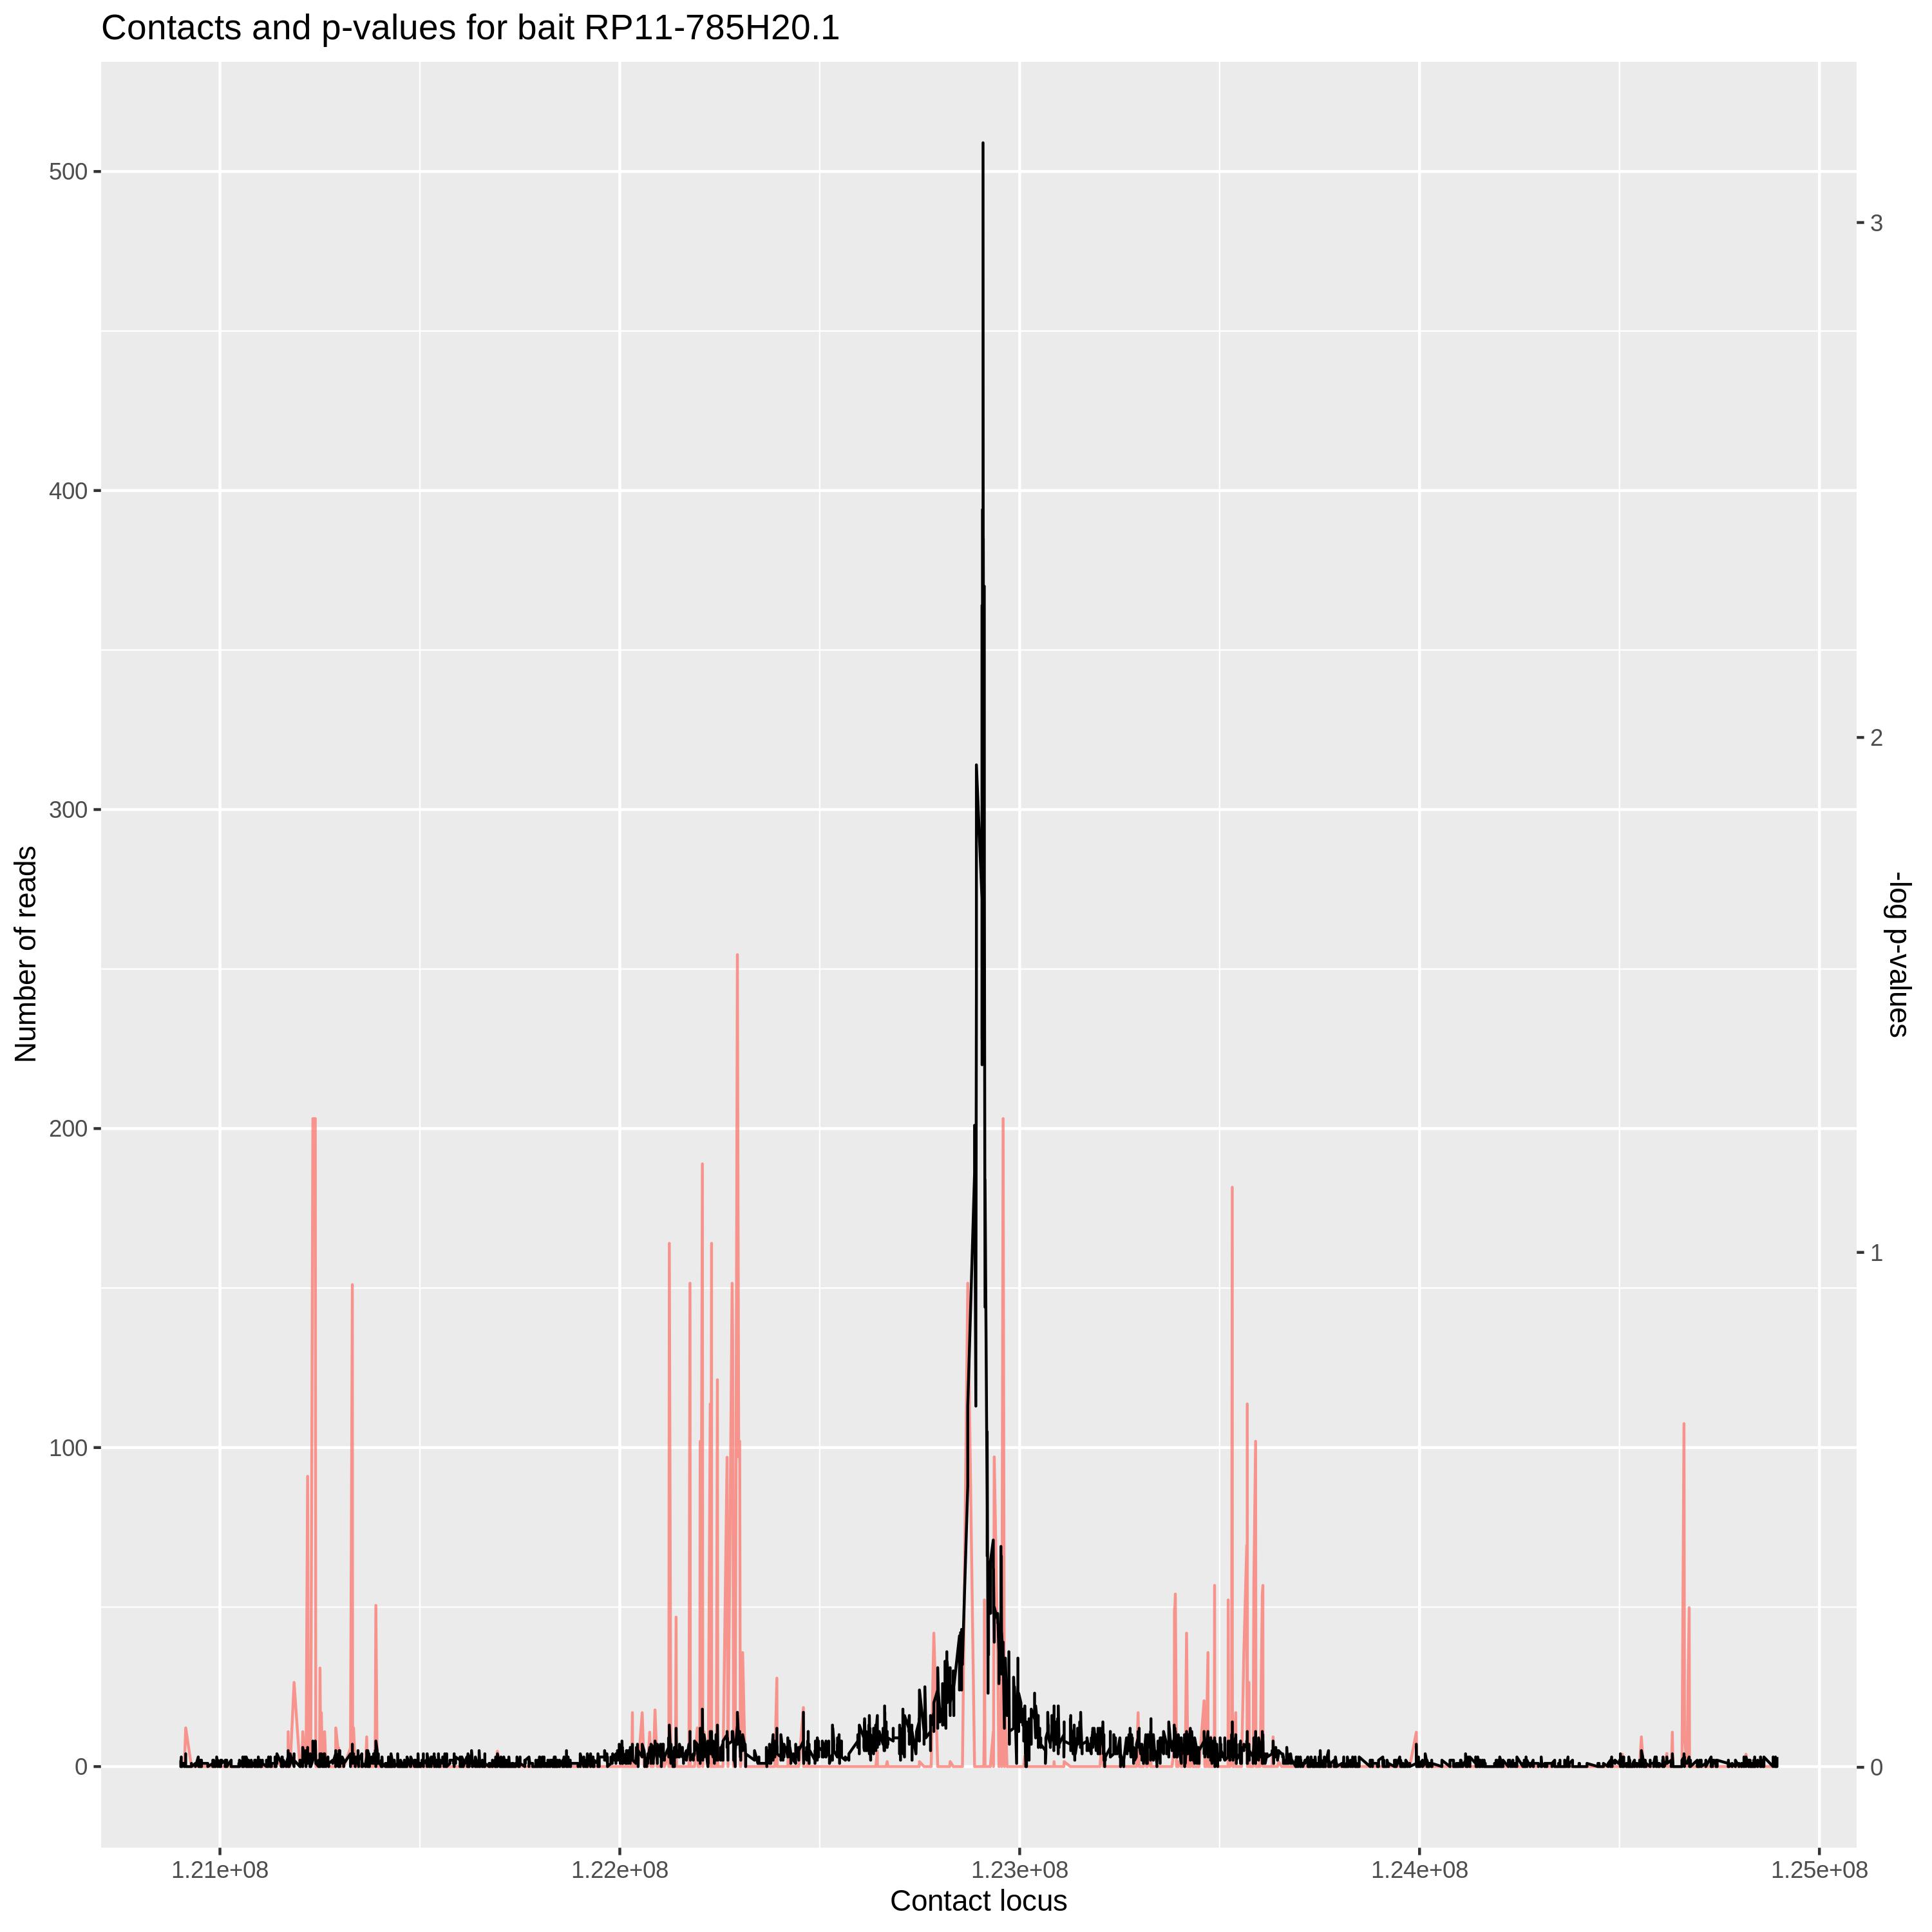 Contacts and p-values for bait RP11-785H20.1
500
400
300
200
100
0
Number of reads
3
2
1
0
-log p-values
1.21e+08 1.22e+08 1.23e+08 1.24e+08 1.25e+08
Contact locus